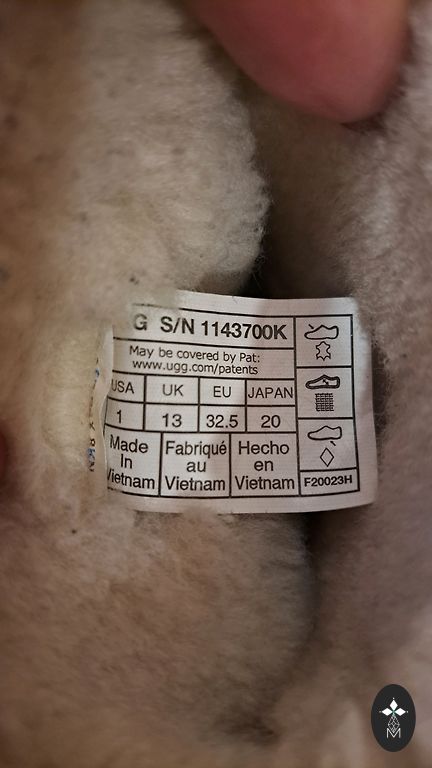 G S/N 1143700K
May be covered by Pat:
www.ugg.com/patents
USA UK EU JAPAN
1 13 32.5 20
Made Fabriqué Hecho
In au en
Vietnam Vietnam Vietnam
F20023H
M